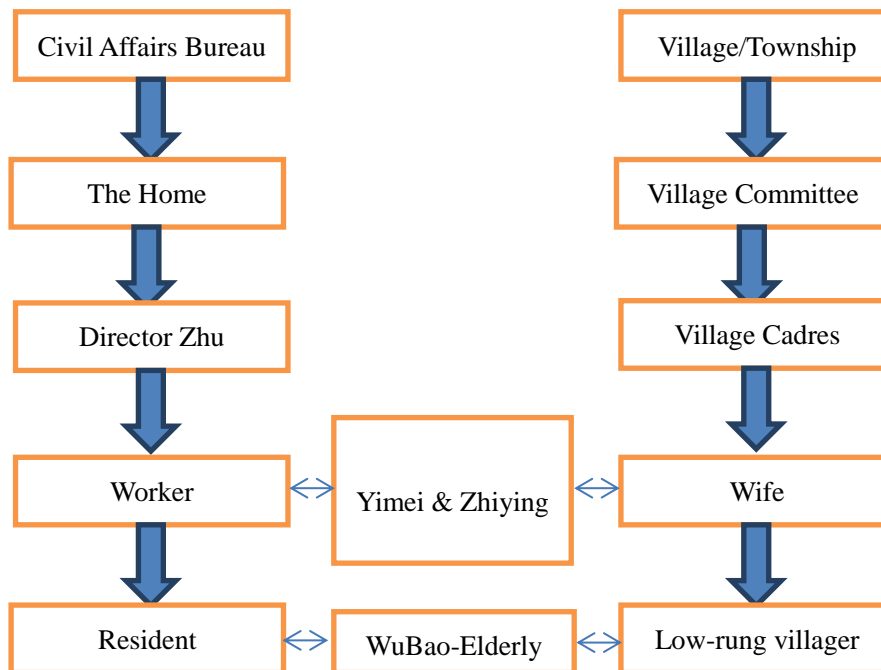 Civil Affairs Bureau
Village/Township
The Home
Village Committee
Director Zhu
Village Cadres
Worker
Yimei & Zhiying
Wife
Resident
WuBao-Elderly
Low-rung villager